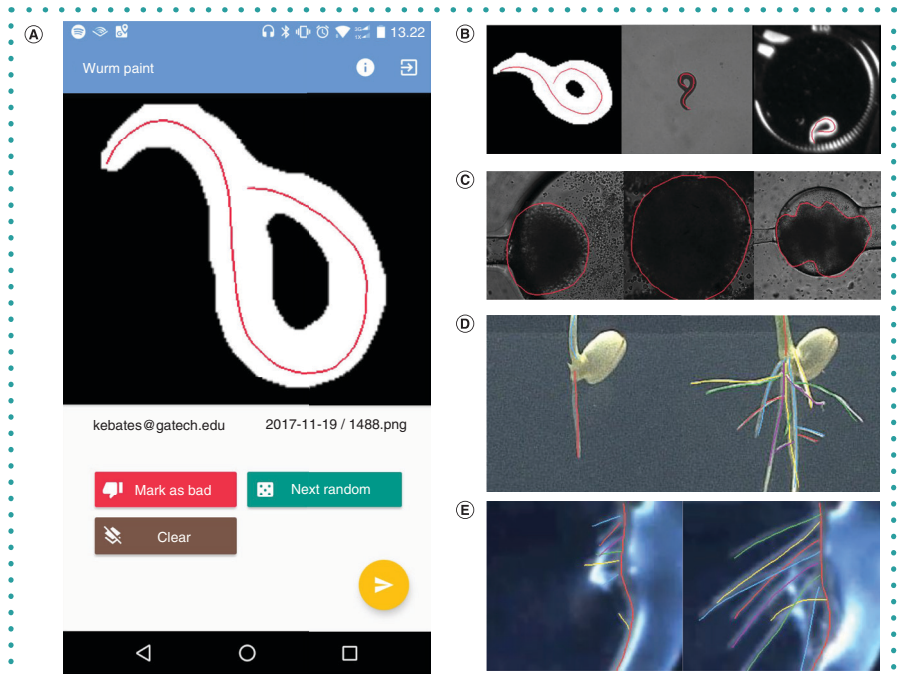 A
13.22
Wurm paint
kebates@gatech.edu 2017-11-19 / 1488.png
Mark as bad
Next random
Clear
B
C
D
E